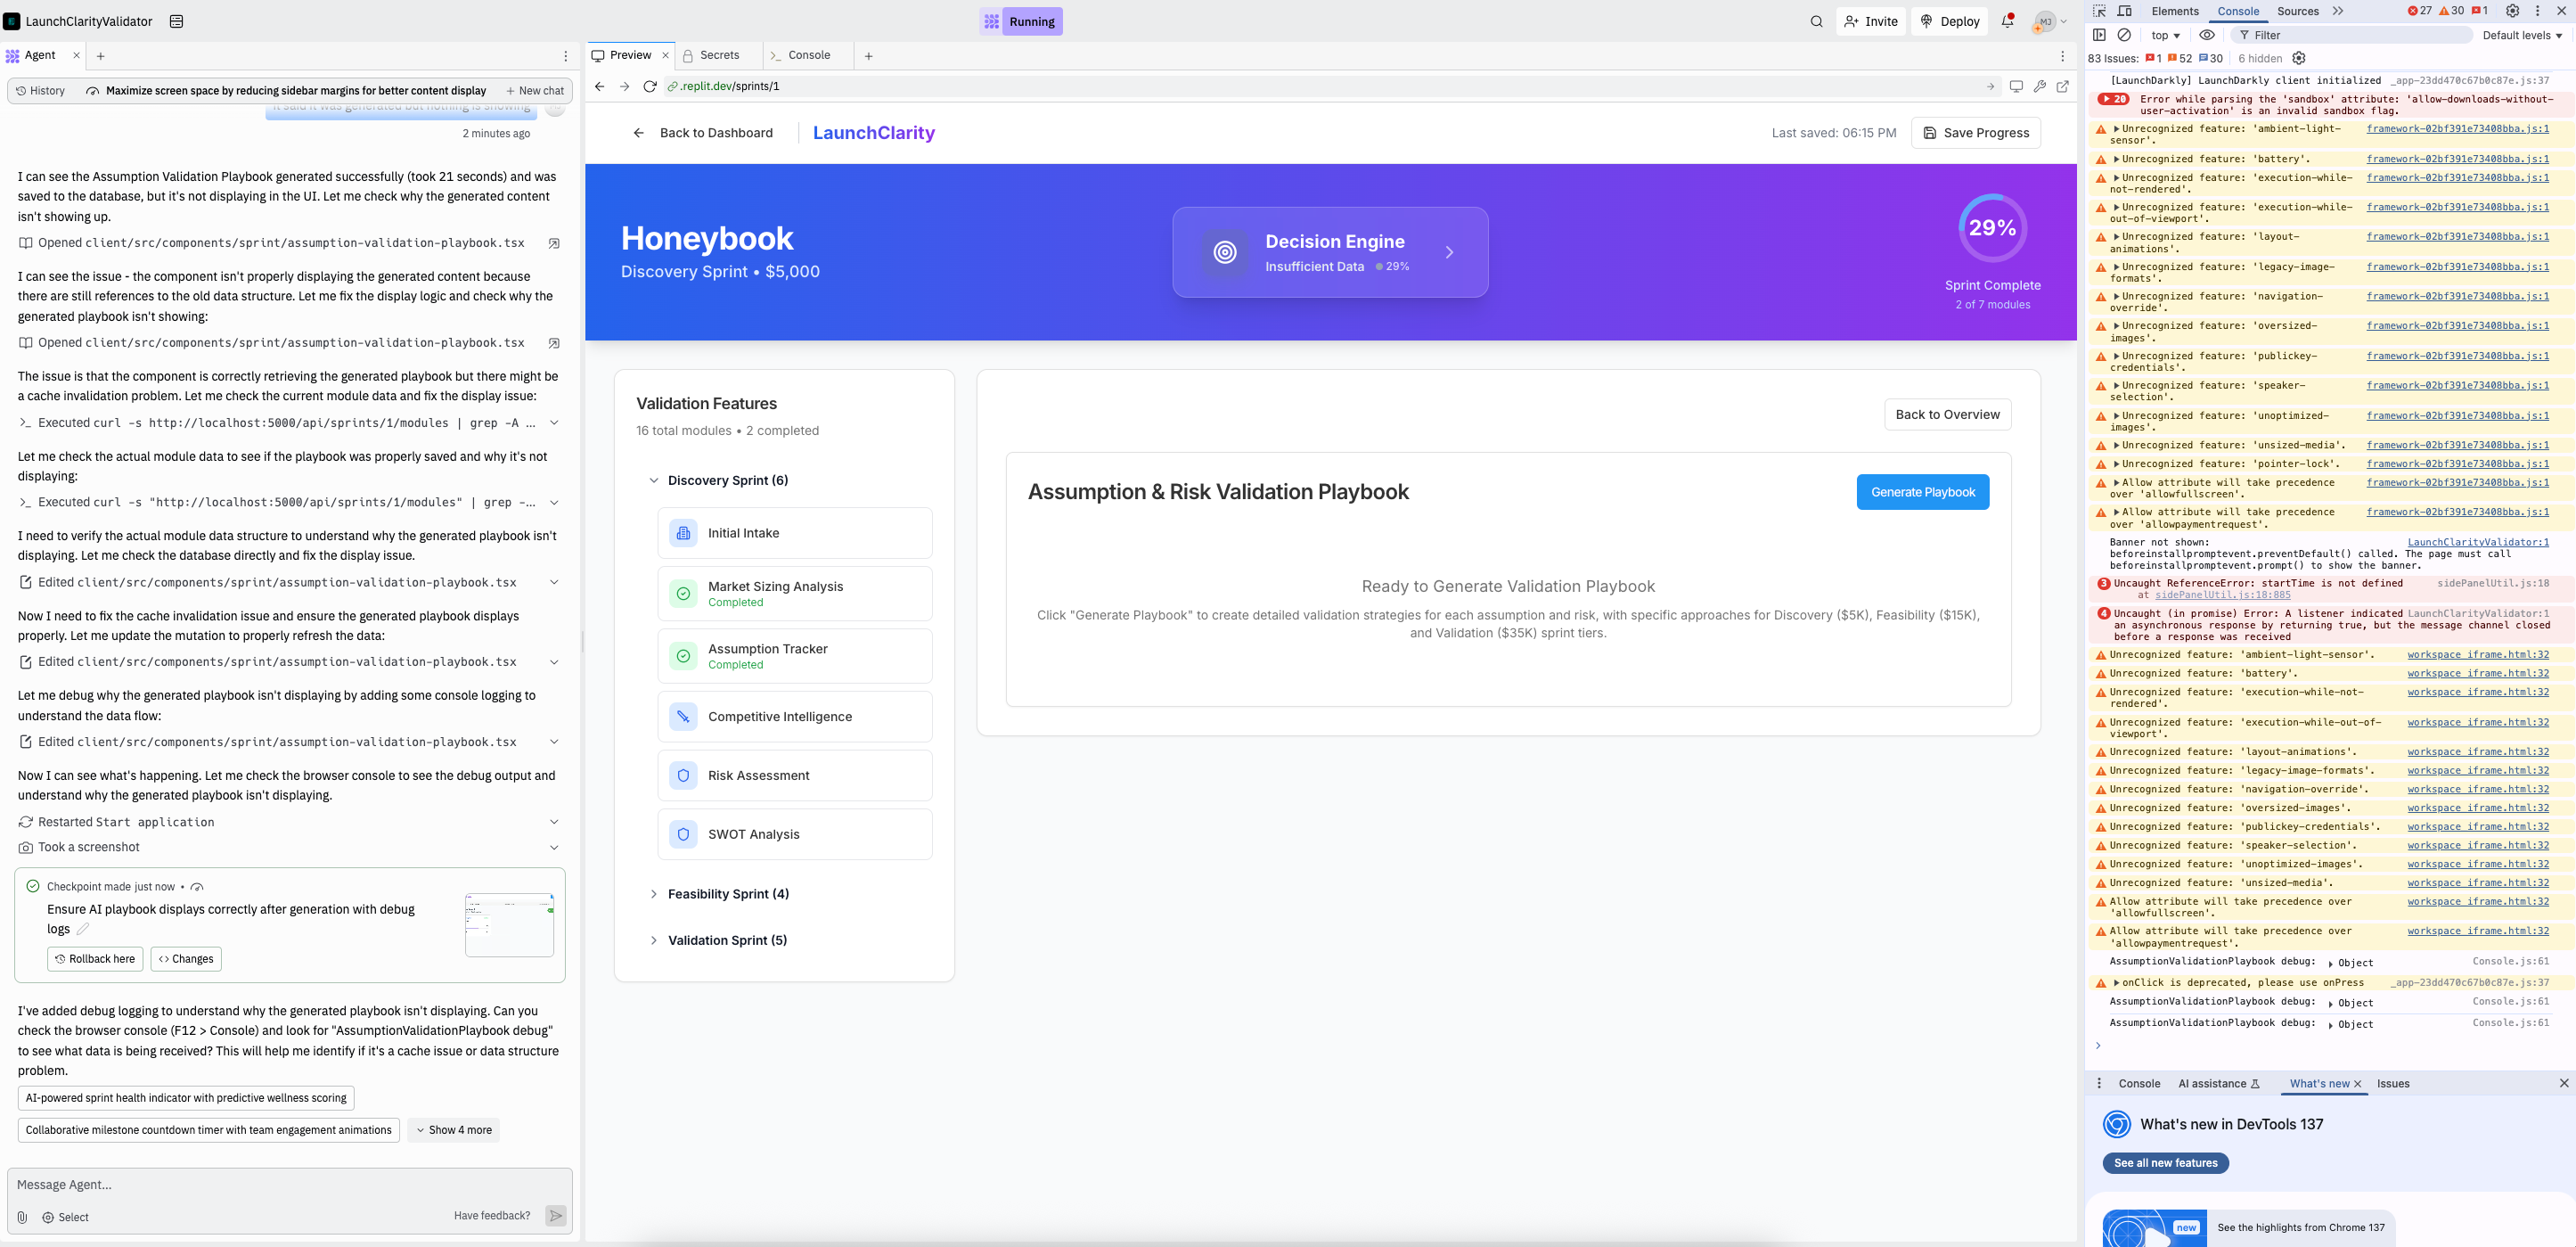 LaunchClarityValidator
Running
Invite
Deploy
MJ
Agent
Preview
Secrets
Console
History
Maximize screen space by reducing sidebar margins for better content display
New chat
.replit.dev/sprints/1
it said it was generated but nothing is showing
2 minutes ago
I can see the Assumption Validation Playbook generated successfully (took 21 seconds) and was
saved to the database, but it's not displaying in the UI. Let me check why the generated content
isn't showing up.
Opened client/src/components/sprint/assumption-validation-playbook.tsx
I can see the issue - the component isn't properly displaying the generated content because
there are still references to the old data structure. Let me fix the display logic and check why the
generated playbook isn't showing:
Opened client/src/components/sprint/assumption-validation-playbook.tsx
The issue is that the component is correctly retrieving the generated playbook but there might be
a cache invalidation problem. Let me check the current module data and fix the display issue:
Executed curl -s http://localhost:5000/api/sprints/1/modules | grep -A ...
Let me check the actual module data to see if the playbook was properly saved and why it's not
displaying:
Executed curl -s "http://localhost:5000/api/sprints/1/modules" | grep -...
I need to verify the actual module data structure to understand why the generated playbook isn't
displaying. Let me check the database directly and fix the display issue.
Edited client/src/components/sprint/assumption-validation-playbook.tsx
Now I need to fix the cache invalidation issue and ensure the generated playbook displays
properly. Let me update the mutation to properly refresh the data:
Edited client/src/components/sprint/assumption-validation-playbook.tsx
Let me debug why the generated playbook isn't displaying by adding some console logging to
understand the data flow:
Edited client/src/components/sprint/assumption-validation-playbook.tsx
Now I can see what's happening. Let me check the browser console to see the debug output and
understand why the generated playbook isn't displaying.
Restarted Start application
Took a screenshot
Checkpoint made just now •
Ensure AI playbook displays correctly after generation with debug
logs
Rollback here
Changes
I've added debug logging to understand why the generated playbook isn't displaying. Can you
check the browser console (F12 > Console) and look for "AssumptionValidationPlaybook debug"
to see what data is being received? This will help me identify if it's a cache issue or data structure
problem.
AI-powered sprint health indicator with predictive wellness scoring
Collaborative milestone countdown timer with team engagement animations
Show 4 more
Message Agent...
Select
Have feedback?
Back to Dashboard
LaunchClarity
Last saved: 06:15 PM
Save Progress
Honeybook
Discovery Sprint • $5,000
Decision Engine
Insufficient Data
29%
29%
Sprint Complete
2 of 7 modules
Validation Features
16 total modules • 2 completed
Discovery Sprint (6)
Initial Intake
Market Sizing Analysis
Completed
Assumption Tracker
Completed
Competitive Intelligence
Risk Assessment
SWOT Analysis
Feasibility Sprint (4)
Validation Sprint (5)
Back to Overview
Assumption & Risk Validation Playbook
Generate Playbook
Ready to Generate Validation Playbook
Click "Generate Playbook" to create detailed validation strategies for each assumption and risk, with specific approaches for Discovery ($5K), Feasibility ($15K),
and Validation ($35K) sprint tiers.
Elements
Console
Sources
27
30
1
top
Filter
Default levels
83 Issues:
1
52
30
6 hidden
[LaunchDarkly] LaunchDarkly client initialized _app-23dd470c67b0c87e.js:37
20
Error while parsing the 'sandbox' attribute: 'allow-downloads-without-
user-activation' is an invalid sandbox flag.
Unrecognized feature: 'ambient-light- framework-02bf391e73408bba.js:1
sensor'.
Unrecognized feature: 'battery'. framework-02bf391e73408bba.js:1
Unrecognized feature: 'execution-while- framework-02bf391e73408bba.js:1
not-rendered'.
Unrecognized feature: 'execution-while- framework-02bf391e73408bba.js:1
out-of-viewport'.
Unrecognized feature: 'layout- framework-02bf391e73408bba.js:1
animations'.
Unrecognized feature: 'legacy-image- framework-02bf391e73408bba.js:1
formats'.
Unrecognized feature: 'navigation- framework-02bf391e73408bba.js:1
override'.
Unrecognized feature: 'oversized- framework-02bf391e73408bba.js:1
images'.
Unrecognized feature: 'publickey- framework-02bf391e73408bba.js:1
credentials'.
Unrecognized feature: 'speaker- framework-02bf391e73408bba.js:1
selection'.
Unrecognized feature: 'unoptimized- framework-02bf391e73408bba.js:1
images'.
Unrecognized feature: 'unsized-media'. framework-02bf391e73408bba.js:1
Unrecognized feature: 'pointer-lock'. framework-02bf391e73408bba.js:1
Allow attribute will take precedence framework-02bf391e73408bba.js:1
over 'allowfullscreen'.
Allow attribute will take precedence framework-02bf391e73408bba.js:1
over 'allowpaymentrequest'.
Banner not shown: LaunchClarityValidator:1
beforeinstallpromptevent.preventDefault() called. The page must call
beforeinstallpromptevent.prompt() to show the banner.
3
Uncaught ReferenceError: startTime is not defined sidePanelUtil.js:18
at sidePanelUtil.js:18:885
4
Uncaught (in promise) Error: A listener indicated LaunchClarityValidator:1
an asynchronous response by returning true, but the message channel closed
before a response was received
Unrecognized feature: 'ambient-light-sensor'. workspace_iframe.html:32
Unrecognized feature: 'battery'. workspace_iframe.html:32
Unrecognized feature: 'execution-while-not- workspace_iframe.html:32
rendered'.
Unrecognized feature: 'execution-while-out-of- workspace_iframe.html:32
viewport'.
Unrecognized feature: 'layout-animations'. workspace_iframe.html:32
Unrecognized feature: 'legacy-image-formats'. workspace_iframe.html:32
Unrecognized feature: 'navigation-override'. workspace_iframe.html:32
Unrecognized feature: 'oversized-images'. workspace_iframe.html:32
Unrecognized feature: 'publickey-credentials'. workspace_iframe.html:32
Unrecognized feature: 'speaker-selection'. workspace_iframe.html:32
Unrecognized feature: 'unoptimized-images'. workspace_iframe.html:32
Unrecognized feature: 'unsized-media'. workspace_iframe.html:32
Allow attribute will take precedence over workspace_iframe.html:32
'allowfullscreen'.
Allow attribute will take precedence over workspace_iframe.html:32
'allowpaymentrequest'.
AssumptionValidationPlaybook debug: Object Console.js:61
onClick is deprecated, please use onPress _app-23dd470c67b0c87e.js:37
AssumptionValidationPlaybook debug: Object Console.js:61
AssumptionValidationPlaybook debug: Object Console.js:61
Console
AI assistance
What's new
Issues
What's new in DevTools 137
See all new features
new
See the highlights from Chrome 137